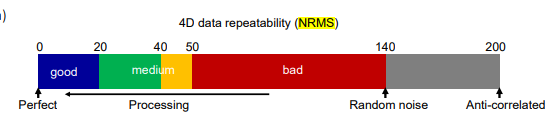 )
4D data repeatability (NRMS)
0 20 40 50 140 200
good medium bad
Perfect Processing Random noise Anti-correlated